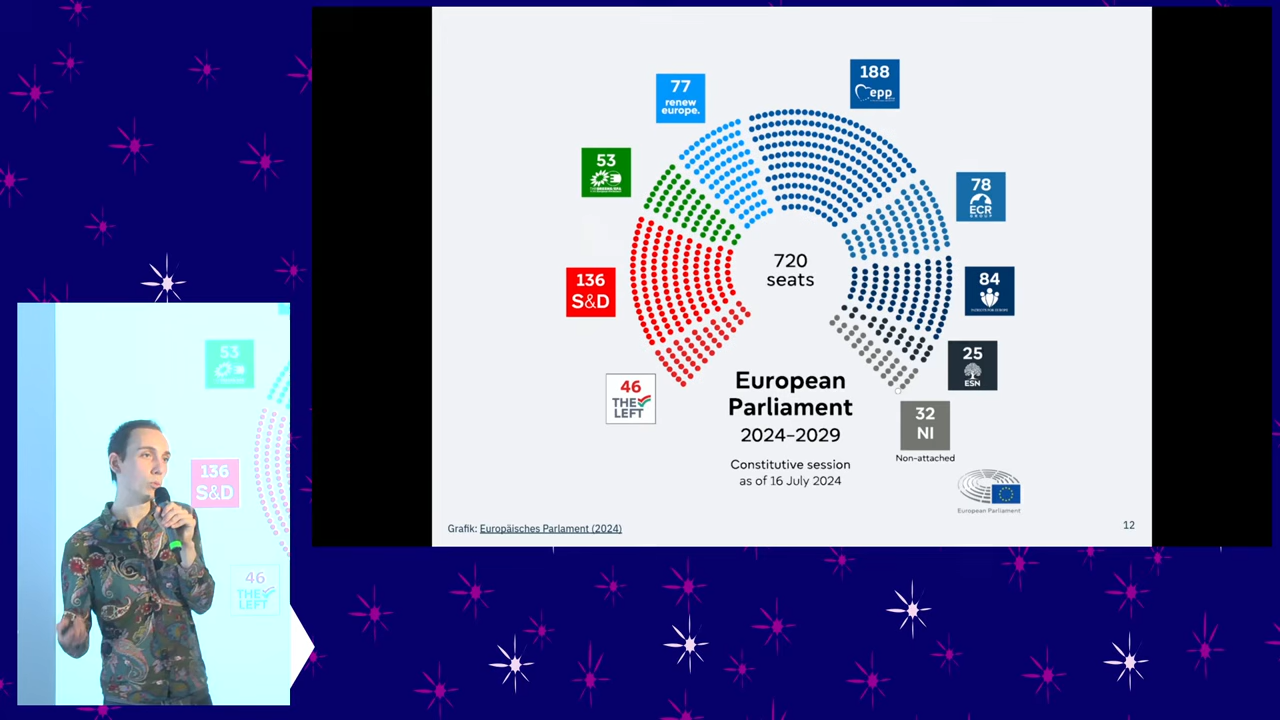 188
epp
77
renew
europe.
53
78
ECR
GROUP
720
seats
136
S&D
84
25
ESN
46
THE
LEFT
European
Parliament
2024–2029
32
NI
Non-attached
Constitutive session
as of 16 July 2024
European Parliament
Grafik: Europäisches Parlament (2024)
12
53
136
S&D
46
THE
LEFT